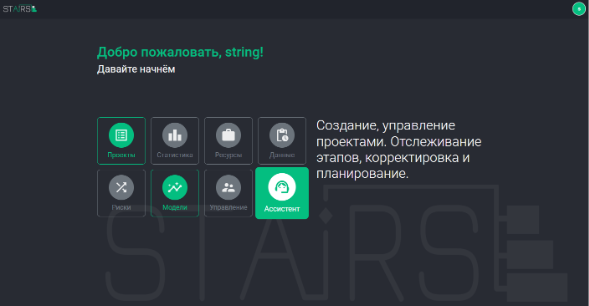 STAiRS
Добро пожаловать, string!
Давайте начнём
Проекты
Статистика
Ресурсы
Данные
Создание, управление
проектами. Отслеживание
этапов, корректировка и
планирование.
Риски
Модели
Управление
Ассистент
STAiRS